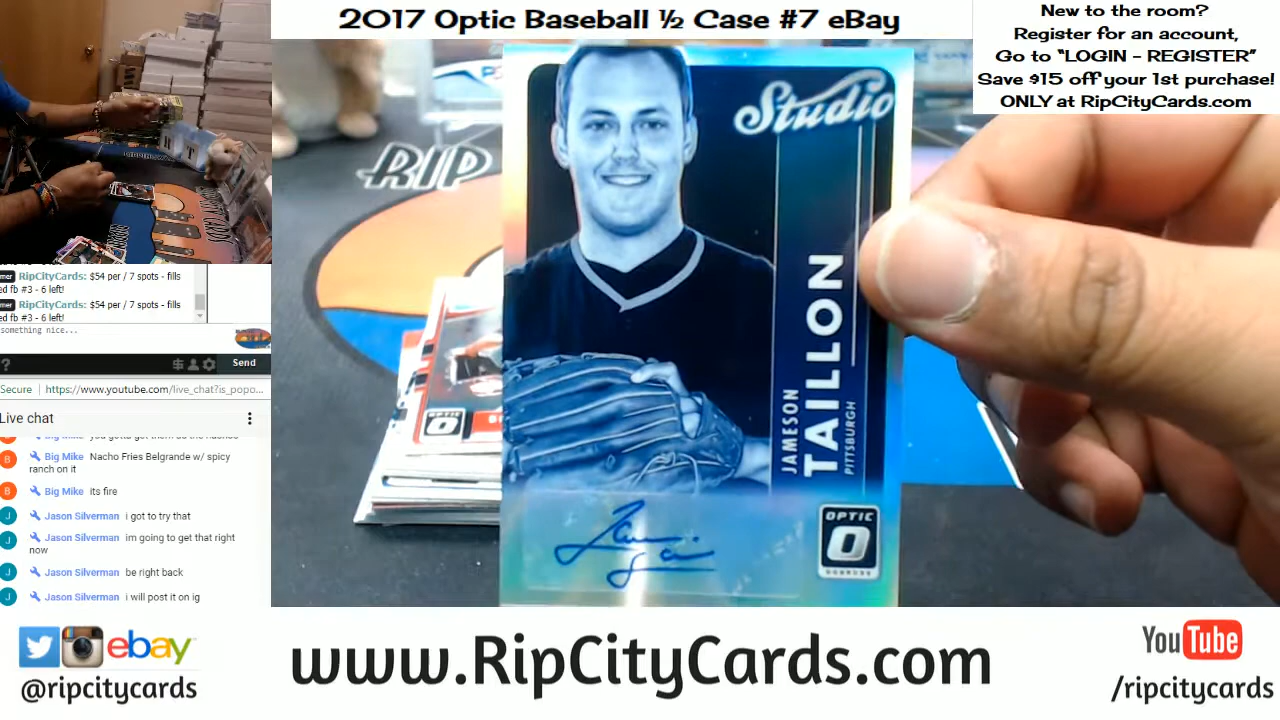 2017 Optic Baseball ½ Case #7 eBay
New to the room?
Register for an account,
Go to “LOGIN - REGISTER”
Save $15 off your 1st purchase!
ONLY at RipCityCards.com
RIP
Studio
JAMESON
TAILLON
PITTSBURGH
OPTIC
O
DONRUSS
OPTIC
O
RipCityCards: $54 per / 7 spots - fills
ed fb #3 - 6 left!
RipCityCards: $54 per / 7 spots - fills
ed fb #3 - 6 left!
something nice...
?
Send
Secure
https://www.youtube.com/live_chat?is_popo...
Live chat
Big Mike
Big Mike Nacho Fries Belgrande w/ spicy
ranch on it
Big Mike its fire
Jason Silverman i got to try that
Jason Silverman im going to get that right
now
Jason Silverman be right back
Jason Silverman i will post it on ig
ebay
@ripcitycards
www.RipCityCards.com
YouTube
/ripcitycards